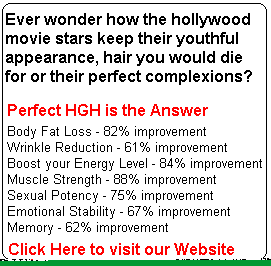 Ever wonder how the hollywood
movie stars keep their youthful
appearance, hair you would die
for or their perfect complexions?
Perfect HGH is the Answer
Body Fat Loss - 82% improvement
Wrinkle Reduction - 61% improvement
Boost your Energy Level - 84% improvement
Muscle Strength - 88% improvement
Sexual Potency - 75% improvement
Emotional Stability - 67% improvement
Memory - 62% improvement
Click Here to visit our Website